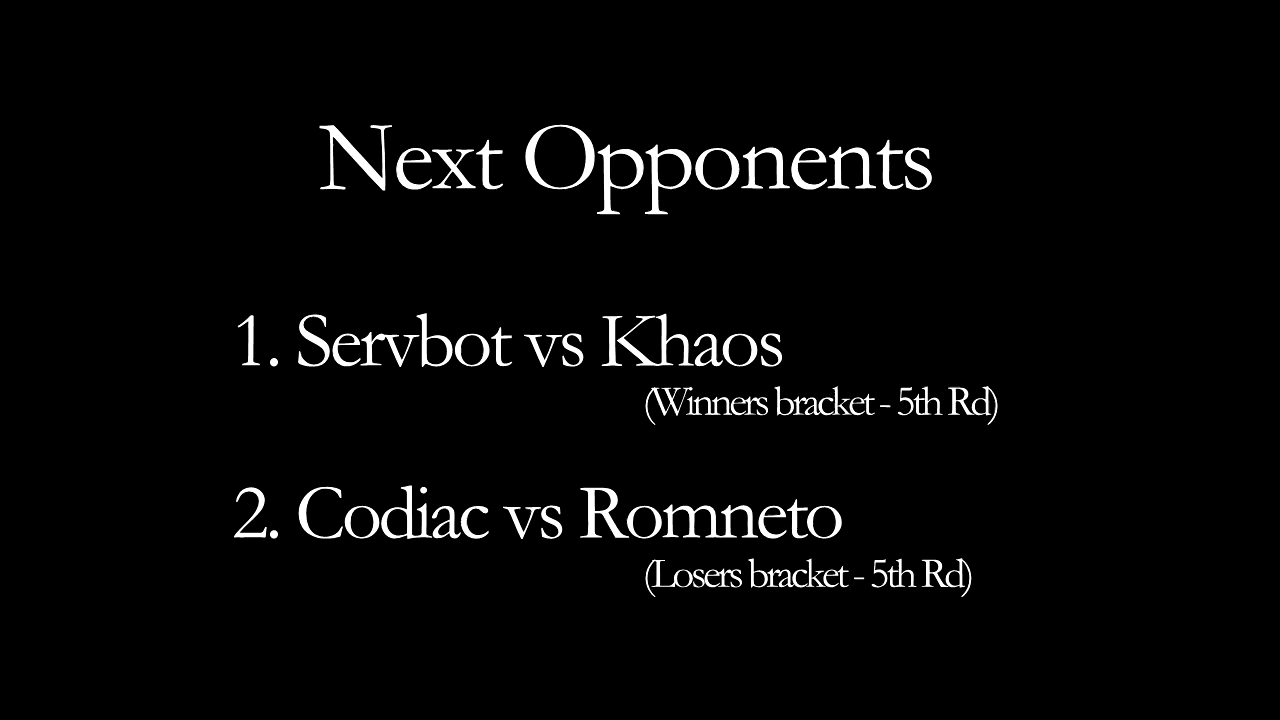 Next Opponents
1. Servbot vs Khaos
(Winners bracket - 5th Rd)
2. Codiac vs Romneto
(Losers bracket - 5th Rd)